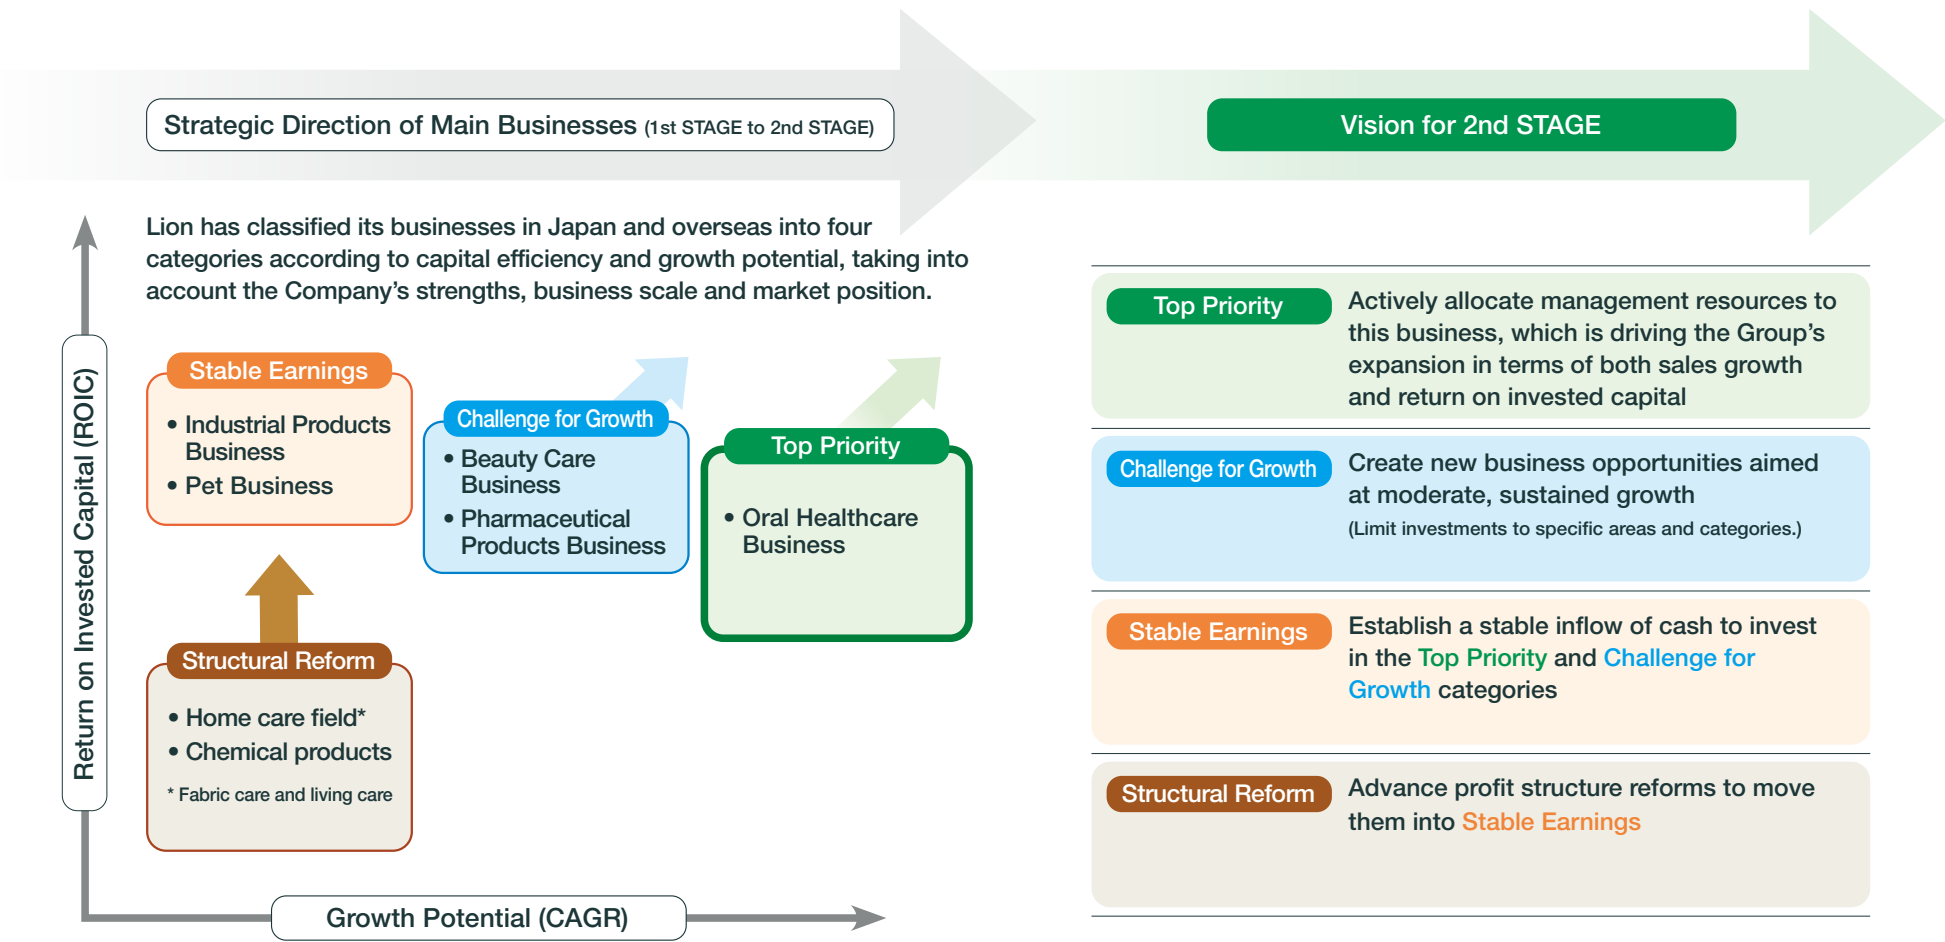 Strategic Direction of Main Businesses (1st STAGE to 2nd STAGE)
Vision for 2nd STAGE
Lion has classified its businesses in Japan and overseas into four
categories according to capital efficiency and growth potential, taking into
account the Company’s strengths, business scale and market position.
Return on Invested Capital (ROIC)
Stable Earnings
• Industrial Products
Business
• Pet Business
Challenge for Growth
• Beauty Care
Business
• Pharmaceutical
Products Business
Top Priority
• Oral Healthcare
Business
Structural Reform
• Home care field*
• Chemical products
* Fabric care and living care
Growth Potential (CAGR)
Top Priority
Actively allocate management resources to
this business, which is driving the Group’s
expansion in terms of both sales growth
and return on invested capital
Challenge for Growth
Create new business opportunities aimed
at moderate, sustained growth
(Limit investments to specific areas and categories.)
Stable Earnings
Establish a stable inflow of cash to invest
in the Top Priority and Challenge for
Growth categories
Structural Reform
Advance profit structure reforms to move
them into Stable Earnings